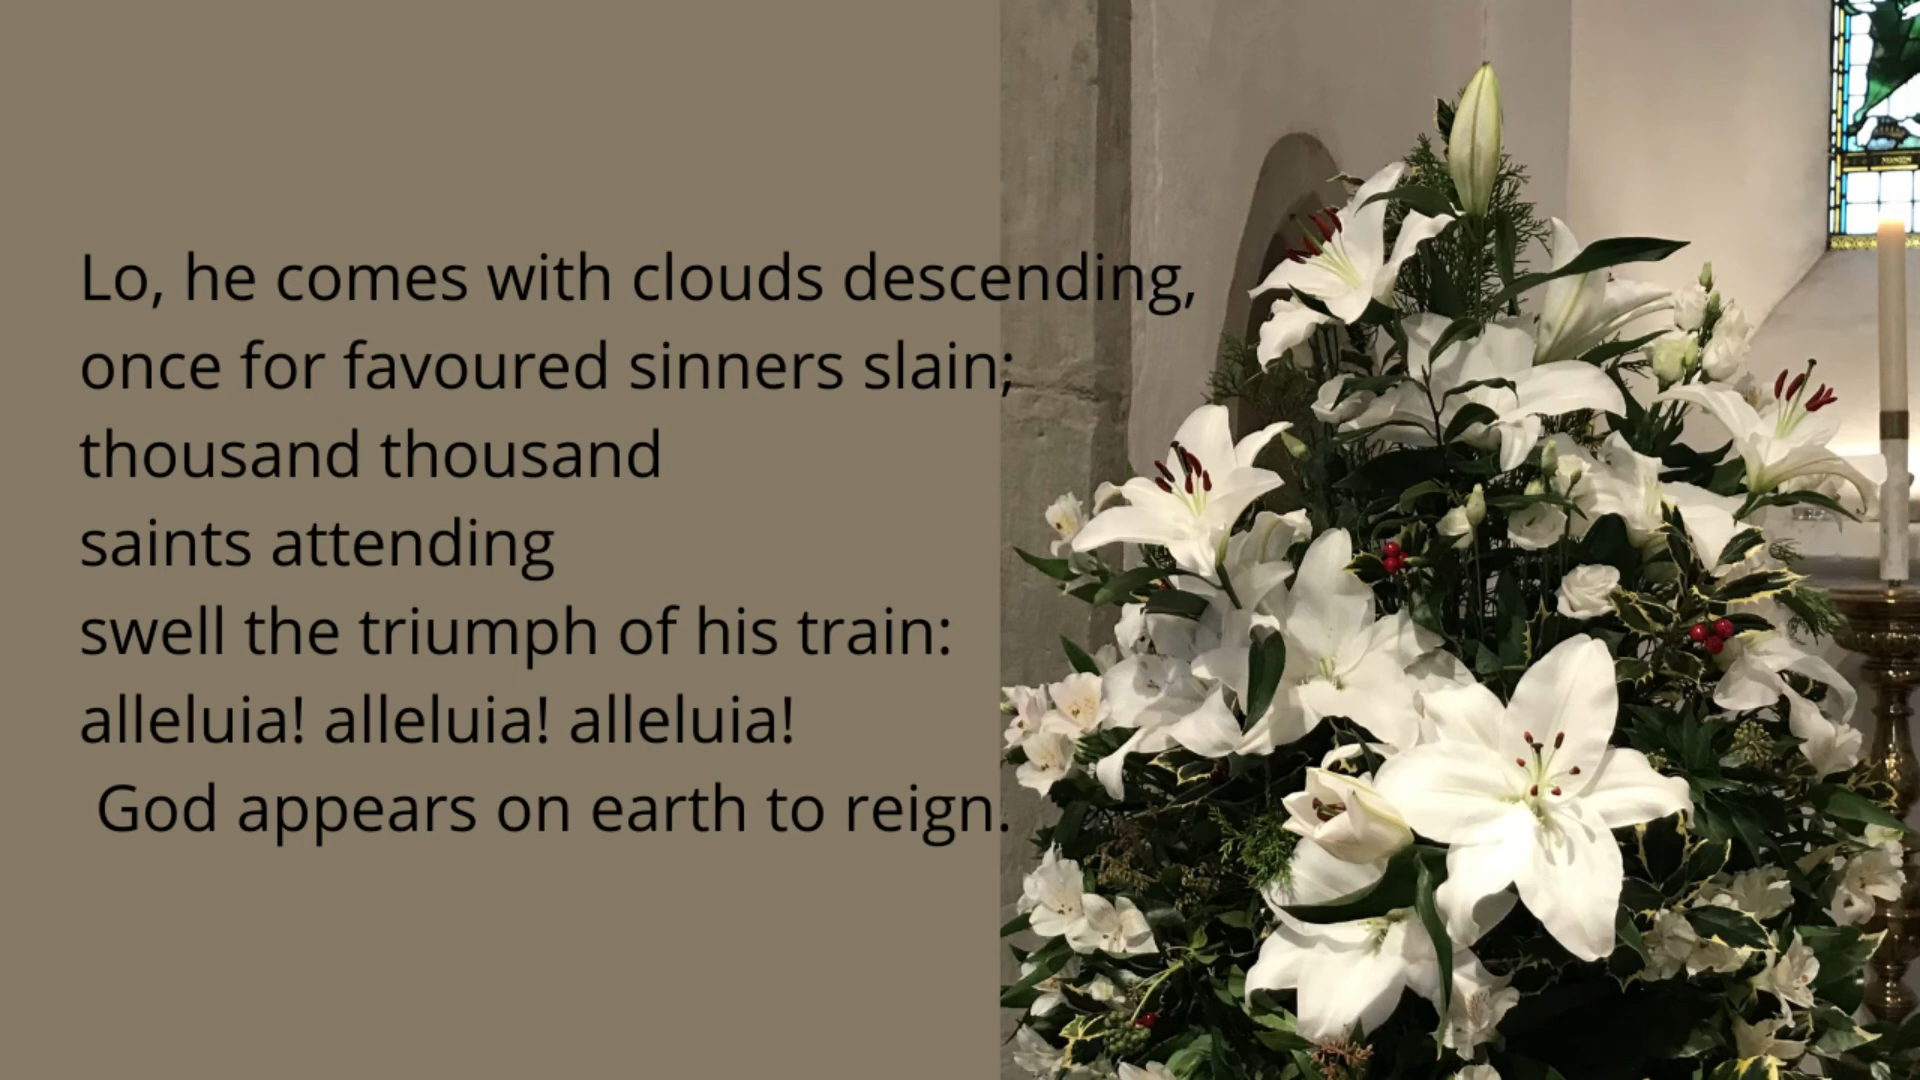 Lo, he comes with clouds descending,
once for favoured sinners slain;
thousand thousand
saints attending
swell the triumph of his train:
alleluia! alleluia! alleluia!
God appears on earth to reign.